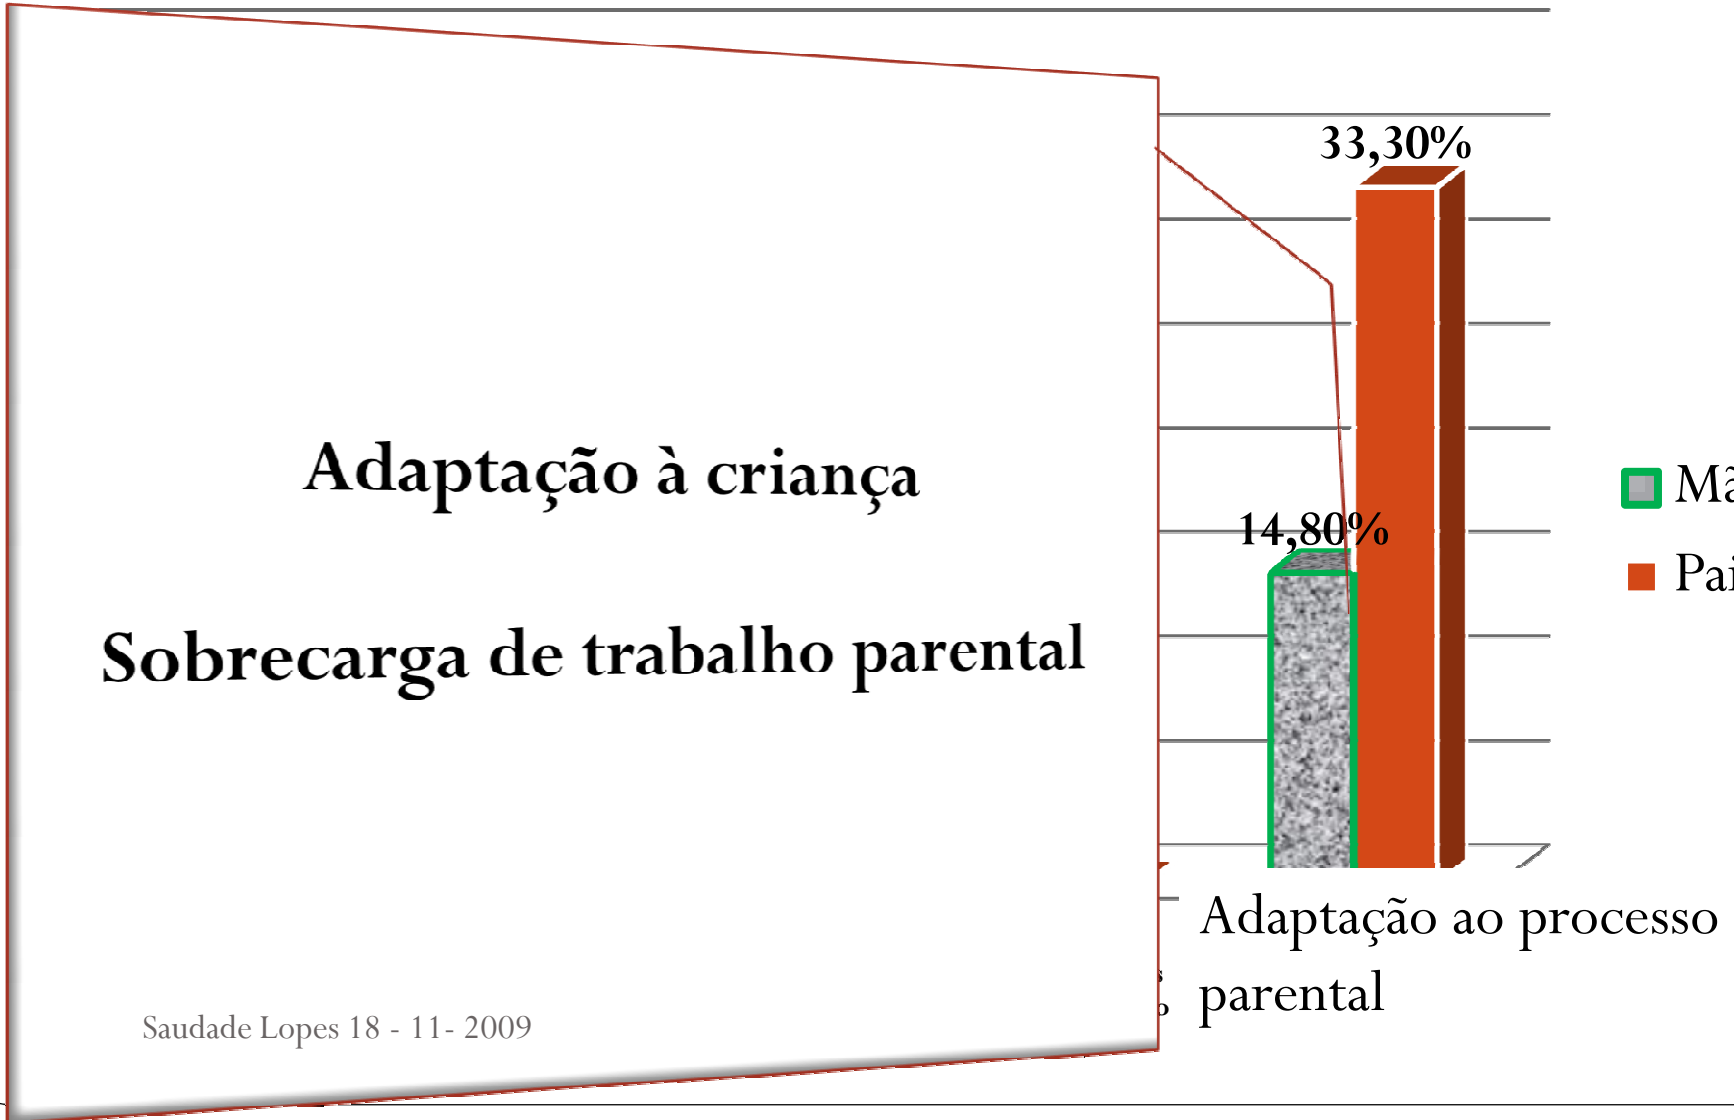 33,30%
Adaptação à criança
14,80%
Pai
Sobrecarga de trabalho parental
Adaptação ao processo
parental
Saudade Lopes 18 - 11- 2009